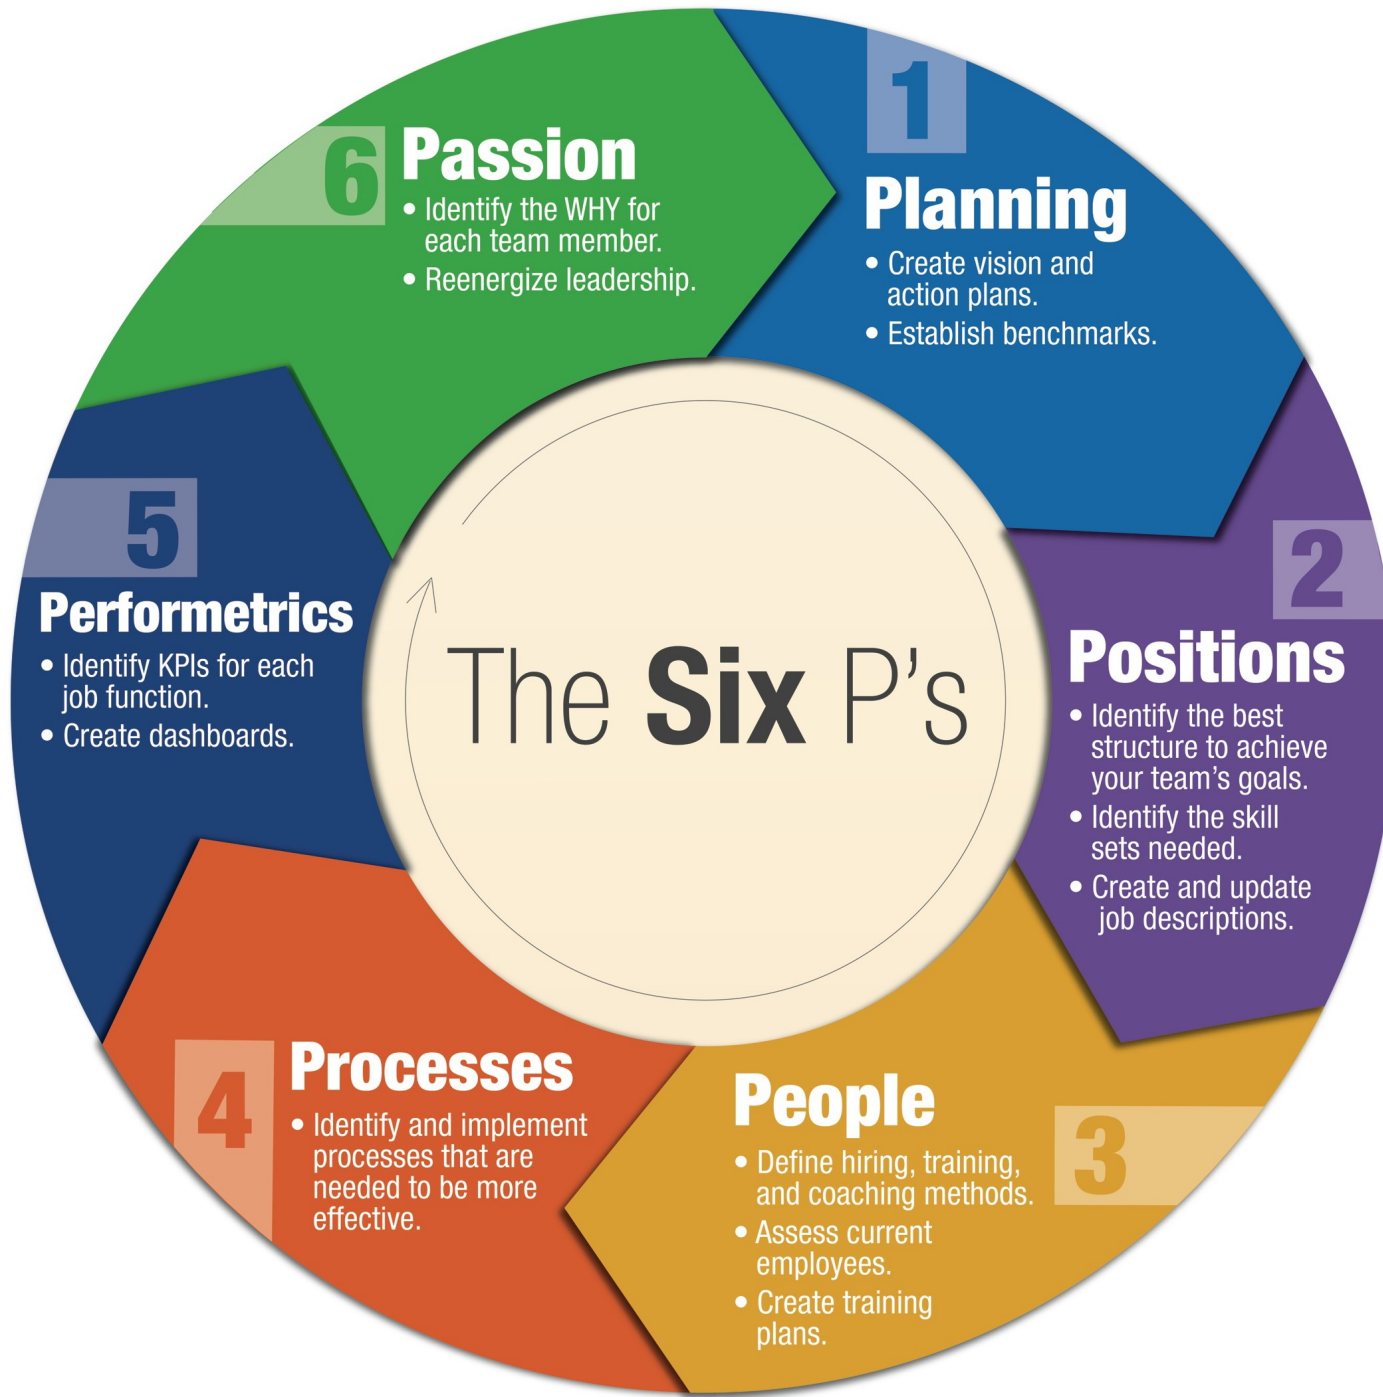 The Six P's
1
Planning
• Create vision and
action plans.
• Establish benchmarks.
2
Positions
• Identify the best
structure to achieve
your team's goals.
• Identify the skill
sets needed.
• Create and update
job descriptions.
3
People
• Define hiring, training,
and coaching methods.
• Assess current
employees.
• Create training
plans.
4
Processes
• Identify and implement
processes that are
needed to be more
effective.
5
Performetrics
• Identify KPIs for each
job function.
• Create dashboards.
6
Passion
• Identify the WHY for
each team member.
• Reenergize leadership.